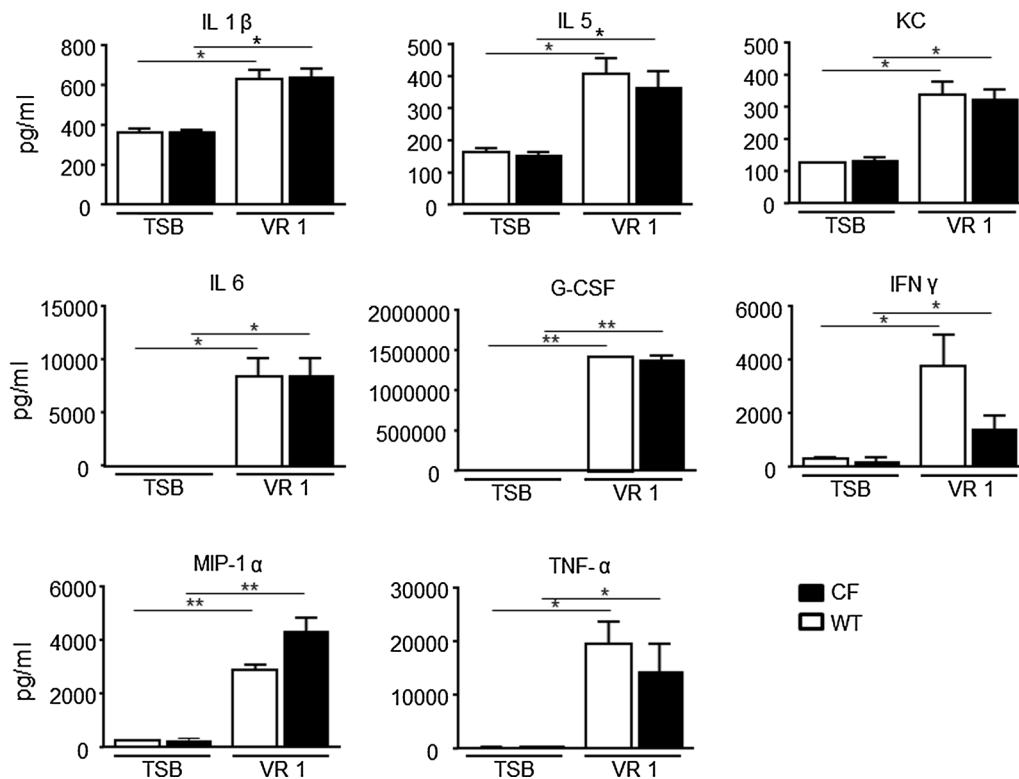 IL 1 β
pg/ml
800
600
400
200
0
* *
TSB VR 1
IL 5
500
400
300
200
100
0
* *
TSB VR 1
KC
500
400
300
200
100
0
* *
TSB VR 1
IL 6
pg/ml
15000
10000
5000
0
* *
TSB VR 1
G-CSF
2000000
1500000
1000000
500000
0
** **
TSB VR 1
IFN γ
6000
4000
2000
0
* *
TSB VR 1
MIP-1 α
pg/ml
6000
4000
2000
0
** **
TSB VR 1
TNF- α
30000
20000
10000
0
* *
TSB VR 1
CF
WT